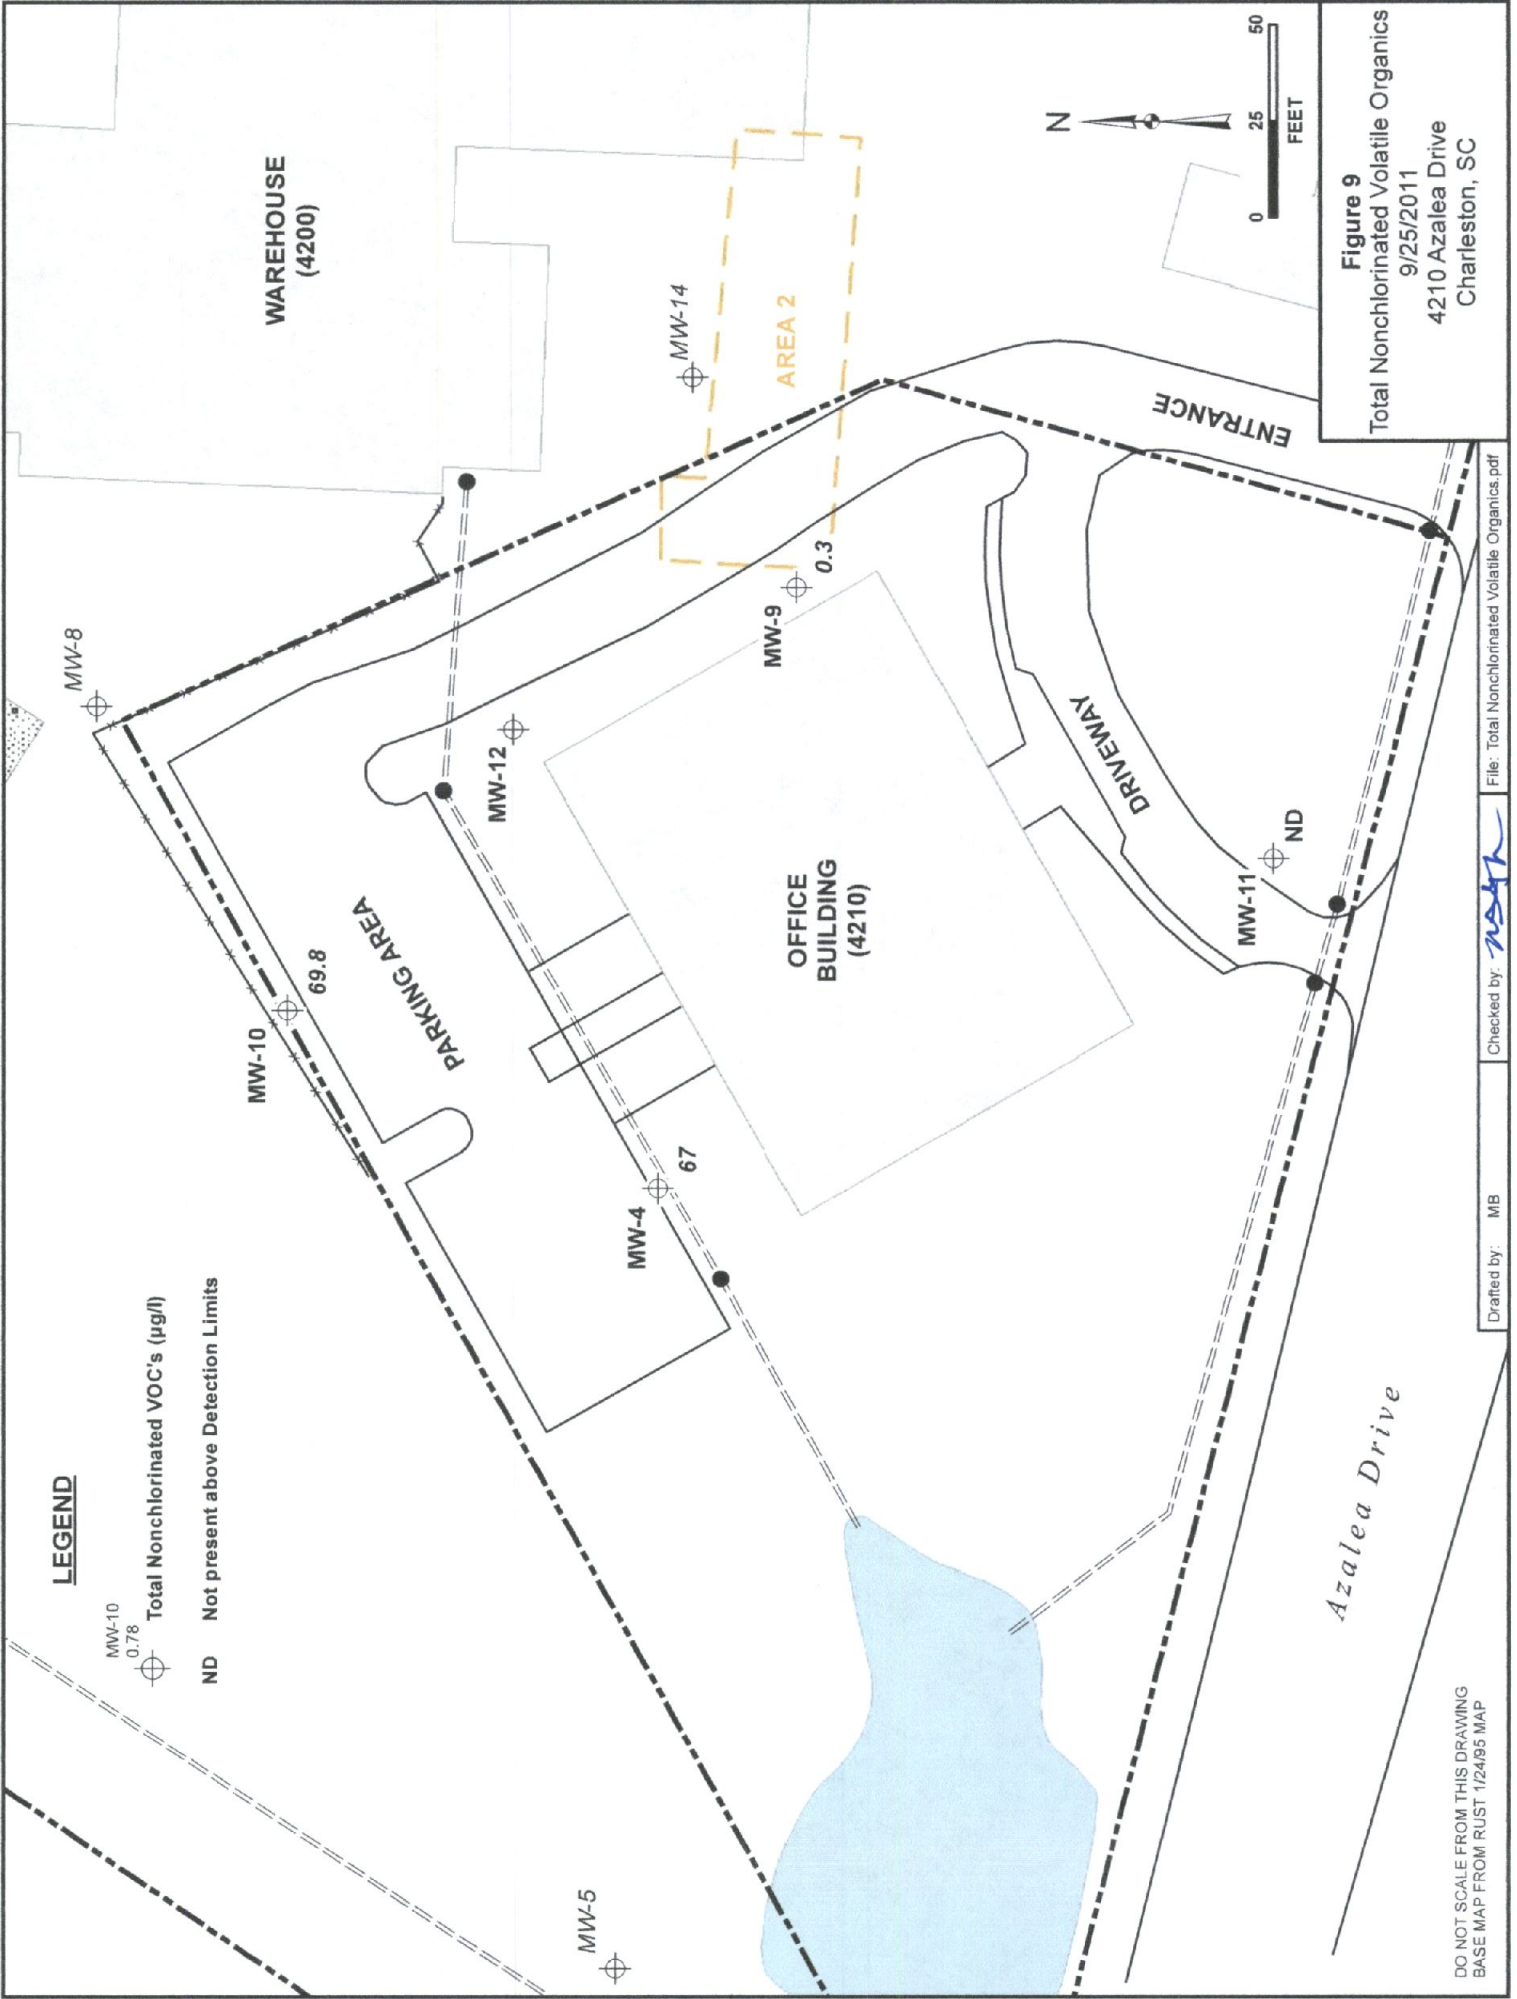 LEGEND
MW-10
0.78
Total Nonchlorinated VOC's (µg/l)
ND Not present above Detection Limits
MW-8
WAREHOUSE
(4200)
MW-10
69.8
PARKING AREA
MW-12
MW-14
AREA 2
MW-9
0.3
MW-4
67
OFFICE
BUILDING
(4210)
MW-5
DRIVEWAY
ENTRANCE
MW-11
ND
Azalea Drive
N
0 25 50
FEET
Figure 9
Total Nonchlorinated Volatile Organics
9/25/2011
4210 Azalea Drive
Charleston, SC
DO NOT SCALE FROM THIS DRAWING
BASE MAP FROM RUST 1/24/95 MAP
Drafted by: MB
Checked by:
File: Total Nonchlorinated Volatile Organics.pdf